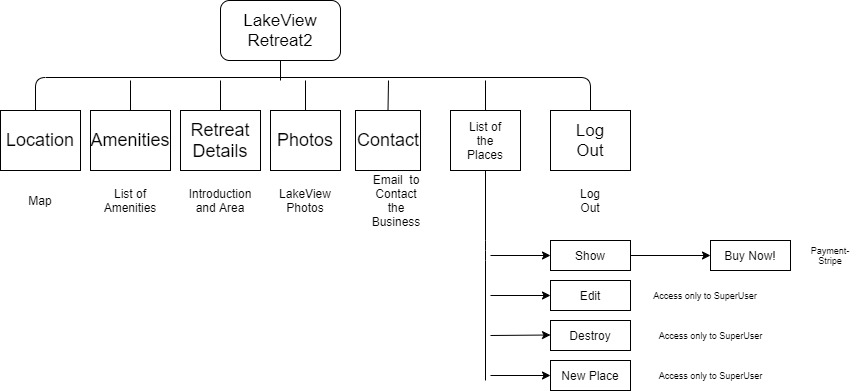 LakeView
Retreat2
Location
Amenities
Retreat
Details
Photos
Contact
List of
the
Places
Log
Out
Map
List of
Amenities
Introduction
and Area
LakeView
Photos
Email to
Contact
the
Business
Log
Out
Show
Buy Now!
Payment-
Stripe
Edit
Access only to SuperUser
Destroy
Access only to SuperUser
New Place
Access only to SuperUser